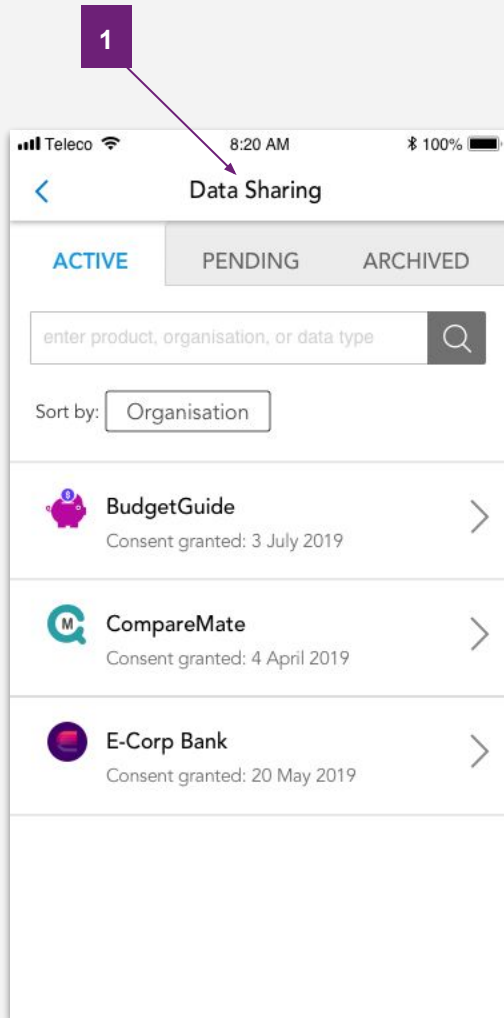 1
Teleco 8:20 AM 100%
Data Sharing
ACTIVE PENDING ARCHIVED
enter product, organisation, or data type
Sort by: Organisation
BudgetGuide
Consent granted: 3 July 2019
M
CompareMate
Consent granted: 4 April 2019
E-Corp Bank
Consent granted: 20 May 2019